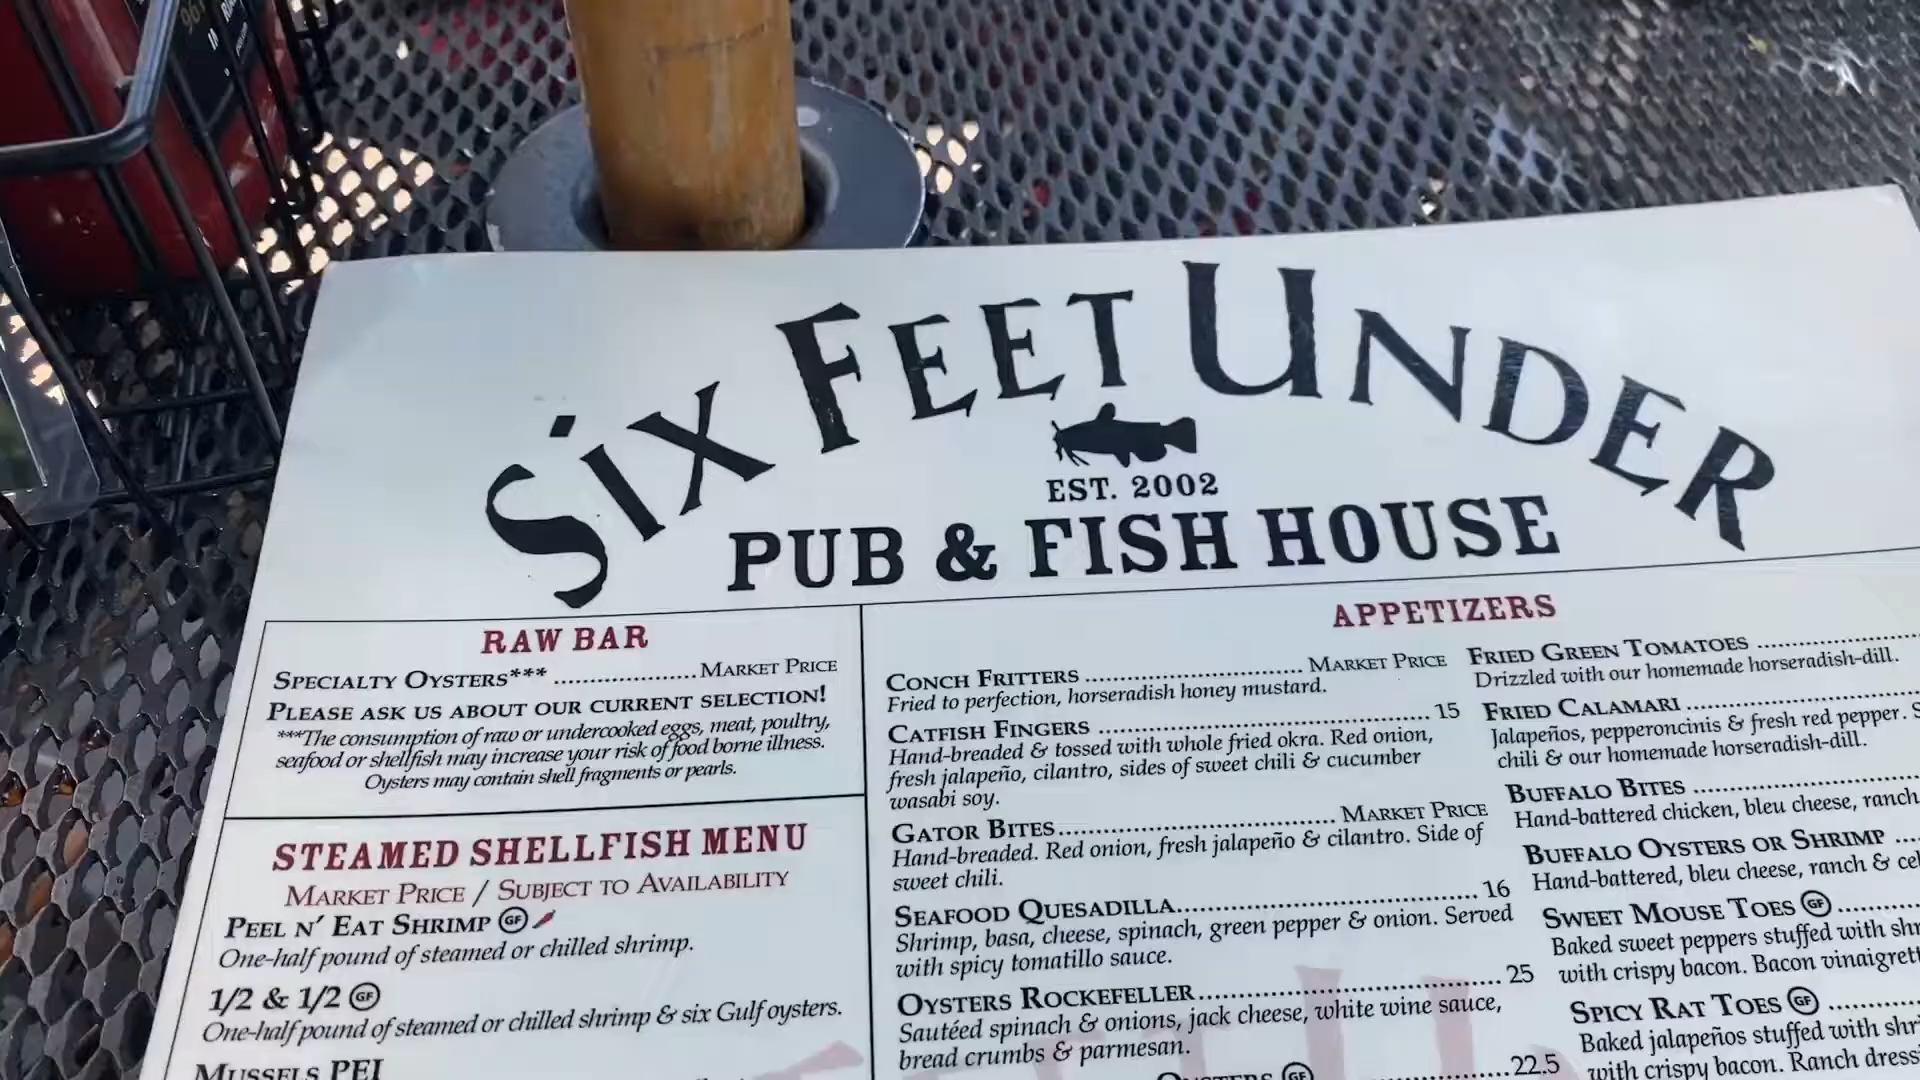 SIX FEET UNDER
EST. 2002
PUB & FISH HOUSE
RAW BAR
SPECIALTY OYSTERS*** ..................... MARKET PRICE
PLEASE ASK US ABOUT OUR CURRENT SELECTION!
***The consumption of raw or undercooked eggs, meat, poultry,
seafood or shellfish may increase your risk of food borne illness.
Oysters may contain shell fragments or pearls.
STEAMED SHELLFISH MENU
MARKET PRICE / SUBJECT TO AVAILABILITY
PEEL N' EAT SHRIMP GF
One-half pound of steamed or chilled shrimp.
1/2 & 1/2 GF
One-half pound of steamed or chilled shrimp & six Gulf oysters.
MUSSELS PEI
APPETIZERS
CONCH FRITTERS ................................ MARKET PRICE
Fried to perfection, horseradish honey mustard.
CATFISH FINGERS ................................ 15
Hand-breaded & tossed with whole fried okra. Red onion,
fresh jalapeño, cilantro, sides of sweet chili & cucumber
wasabi soy.
GATOR BITES ................................ MARKET PRICE
Hand-breaded. Red onion, fresh jalapeño & cilantro. Side of
sweet chili.
SEAFOOD QUESADILLA ................................ 16
Shrimp, basa, cheese, spinach, green pepper & onion. Served
with spicy tomatillo sauce.
OYSTERS ROCKEFELLER ................................ 25
Sautéed spinach & onions, jack cheese, white wine sauce,
bread crumbs & parmesan.
OYSTERS GF ................................ 22.5
FRIED GREEN TOMATOES ................
Drizzled with our homemade horseradish-dill.
FRIED CALAMARI ................
Jalapeños, pepperoncinis & fresh red pepper.
chili & our homemade horseradish-dill.
BUFFALO BITES ................
Hand-battered chicken, bleu cheese, ranch
BUFFALO OYSTERS OR SHRIMP ....
Hand-battered, bleu cheese, ranch &
SWEET MOUSE TOES GF ............
Baked sweet peppers stuffed with
with crispy bacon. Bacon
SPICY RAT TOES GF ............
Baked jalapeños stuffed with
with crispy bacon. Ranch